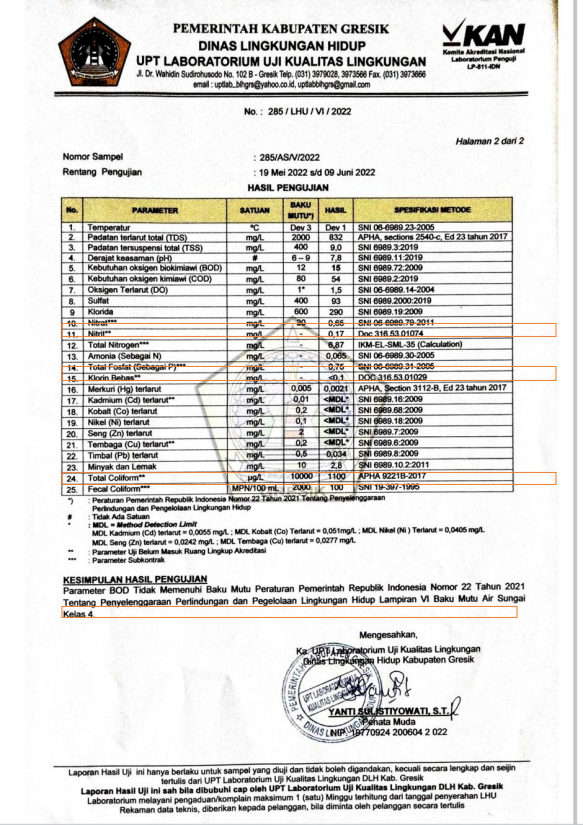 PEMERINTAH KABUPATEN GRESIK
DINAS LINGKUNGAN HIDUP
UPT LABORATORIUM UJI KUALITAS LINGKUNGAN
Jl. Dr. Wahidin Sudirohusodo No. 102 B - Gresik Telp. (031) 3979028, 3973566 Fax. (031) 3973666
email : uptlab_blhgrs@yahoo.co.id, uptlabblhgrs@gmail.com
KAN
Komite Akreditasi Nasional
Laboratorium Penguji
LP-811-IDN
No. : 285 / LHU / VI / 2022
Halaman 2 dari 2
Nomor Sampel : 285/AS/V/2022
Rentang Pengujian : 19 Mei 2022 s/d 09 Juni 2022
HASIL PENGUJIAN
No. PARAMETER SATUAN BAKU MUTU*) HASIL SPESIFIKASI METODE
1. Temperatur °C Dev 3 Dev 1 SNI 06-6989.23-2005
2. Padatan terlarut total (TDS) mg/L 2000 832 APHA, sections 2540-c, Ed 23 tahun 2017
3. Padatan tersuspensi total (TSS) mg/L 400 9,0 SNI 6989.3:2019
4. Derajat keasaman (pH) # 6 – 9 7,8 SNI 6989.11:2019
5. Kebutuhan oksigen biokimiawi (BOD) mg/L 12 15 SNI 6989.72:2009
6. Kebutuhan oksigen kimiawi (COD) mg/L 80 54 SNI 6989.2:2019
7. Oksigen Terlarut (DO) mg/L 1* 1,5 SNI 06-6989.14-2004
8. Sulfat mg/L 400 93 SNI 6989.2000:2019
9 Klorida mg/L 600 290 SNI 6989.19:2009
10. Nitrat*** mg/L 20 0,65 SNI 06-6989.79-2011
11 Nitrit** mg/L - 0,17 Doc 316.53.01074
12. Total Nitrogen*** mg/L - 6,87 IKM-EL-SML-35 (Calculation)
13. Amonia (Sebagai N) mg/L - 0,065 SNI 06-6989.30-2005
14. Total Fosfat (Sebagai P)*** mg/L - 0,75 SNI 06-6989.31-2005
15. Klorin Bebas** mg/L - <0,1 DOC 316.53.01029
16. Merkuri (Hg) terlarut mg/L 0,005 0,0021 APHA, Section 3112-B, Ed 23 tahun 2017
17. Kadmium (Cd) terlarut** mg/L 0,01 <MDL* SNI 6989.16:2009
18. Kobalt (Co) terlarut mg/L 0,2 <MDL* SNI 6989.68:2009
19. Nikel (Ni) terlarut mg/L 0,1 <MDL* SNI 6989.18:2009
20. Seng (Zn) terlarut mg/L 2 <MDL* SNI 6989.7:2009
21. Tembaga (Cu) terlarut** mg/L 0,2 <MDL* SNI 6989.6:2009
22. Timbal (Pb) terlarut mg/L 0,5 0,034 SNI 6989.8:2009
23. Minyak dan Lemak mg/L 10 2,8 SNI 6989.10.2:2011
24. Total Coliform** µg/L 10000 1100 APHA 9221B-2017
25. Fecal Coliform*** MPN/100 mL 2000 100 SNI 19-397-1995
*) : Peraturan Pemerintah Republik Indonesia Nomor 22 Tahun 2021 Tentang Penyelenggaraan
Perlindungan dan Pengelolaan Lingkungan Hidup
# : Tidak Ada Satuan
* : MDL = Method Detection Limit
MDL Kadmium (Cd) terlarut = 0,0055 mg/L ; MDL Kobalt (Co) Terlarut = 0,051mg/L ; MDL Nikel (Ni ) Terlarut = 0,0405 mg/L
MDL Seng (Zn) terlarut = 0,0242 mg/L ; MDL Tembaga (Cu) terlarut = 0,0277 mg/L
** : Parameter Uji Belum Masuk Ruang Lingkup Akreditasi
*** : Parameter Subkontrak
KESIMPULAN HASIL PENGUJIAN
Parameter BOD Tidak Memenuhi Baku Mutu Peraturan Pemerintah Republik Indonesia Nomor 22 Tahun 2021
Tentang Penyelenggaraan Perlindungan dan Pegelolaan Lingkungan Hidup Lampiran VI Baku Mutu Air Sungai
Kelas 4.
Mengesahkan,
Ka. UPT Laboratorium Uji Kualitas Lingkungan
Dinas Lingkungan Hidup Kabupaten Gresik
YANTI SULISTIYOWATI, S.T.
Penata Muda
NIP. 19770924 200604 2 022
Laporan Hasil Uji ini hanya berlaku untuk sampel yang diuji dan tidak boleh digandakan, kecuali secara lengkap dan seijin
tertulis dari UPT Laboratorium Uji Kualitas Lingkungan DLH Kab. Gresik
Laporan Hasil Uji ini sah bila dibubuhi cap oleh UPT Laboratorium Uji Kualitas Lingkungan DLH Kab. Gresik
Laboratorium melayani pengaduan/komplain maksimum 1 (satu) Minggu terhitung dari tanggal penyerahan LHU
Rekaman data teknis, diberikan kepada pelanggan, bila diminta oleh pelanggan secara tertulis